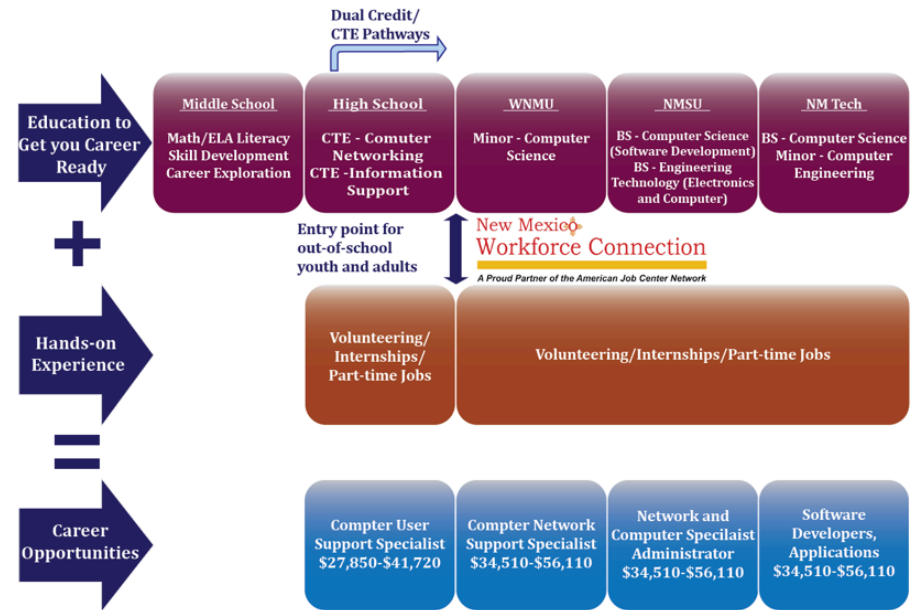 Dual Credit/
CTE Pathways
Education to
Get you Career
Ready
Middle School
Math/ELA Literacy
Skill Development
Career Exploration
High School
CTE - Comuter
Networking
CTE -Information
Support
WNMU
Minor - Computer
Science
NMSU
BS - Computer Science
(Software Development)
BS - Engineering
Technology (Electronics
and Computer)
NM Tech
BS - Computer Science
Minor - Computer
Engineering
+
Entry point for
out-of-school
youth and adults
New Mexico
Workforce Connection
A Proud Partner of the American Job Center Network
Hands-on
Experience
Volunteering/
Internships/
Part-time Jobs
Volunteering/Internships/Part-time Jobs
=
Career
Opportunities
Compter User
Support Specialist
$27,850-$41,720
Compter Network
Support Specialist
$34,510-$56,110
Network and
Computer Specilaist
Administrator
$34,510-$56,110
Software
Developers,
Applications
$34,510-$56,110